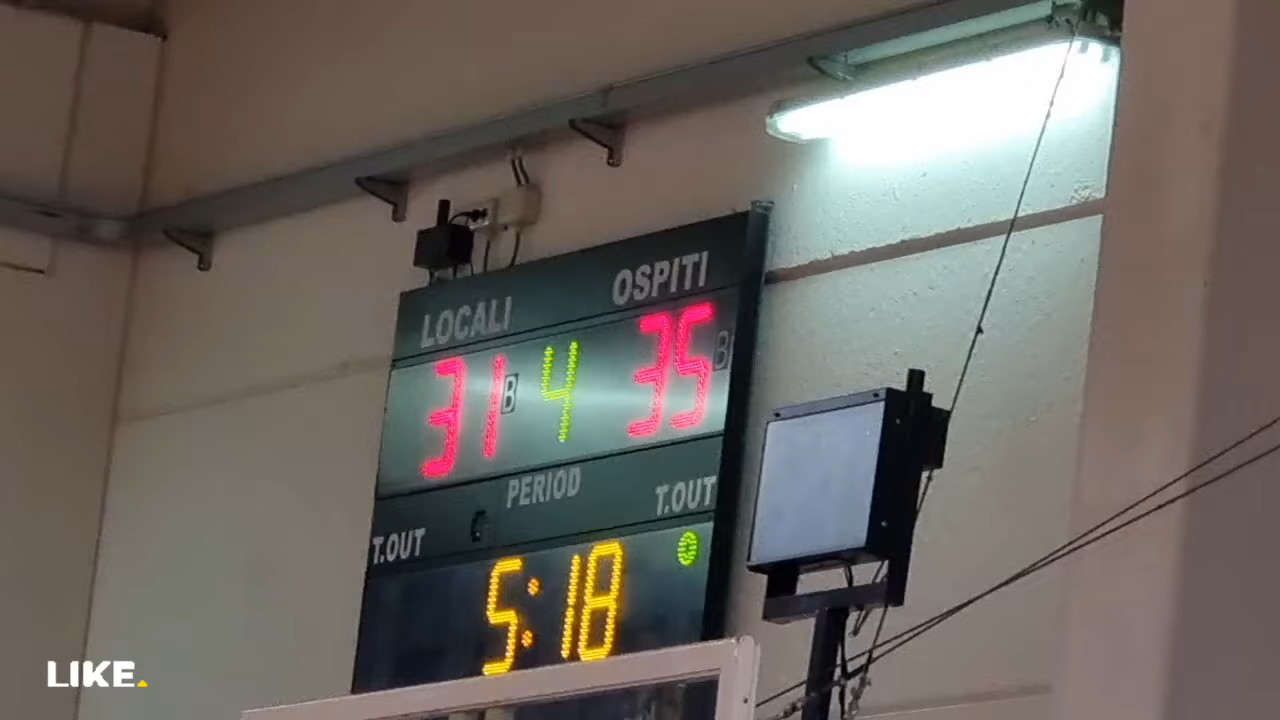 LOCALI OSPITI
31 B 4 35 B
PERIOD
T.OUT T.OUT
5:18
LIKE.